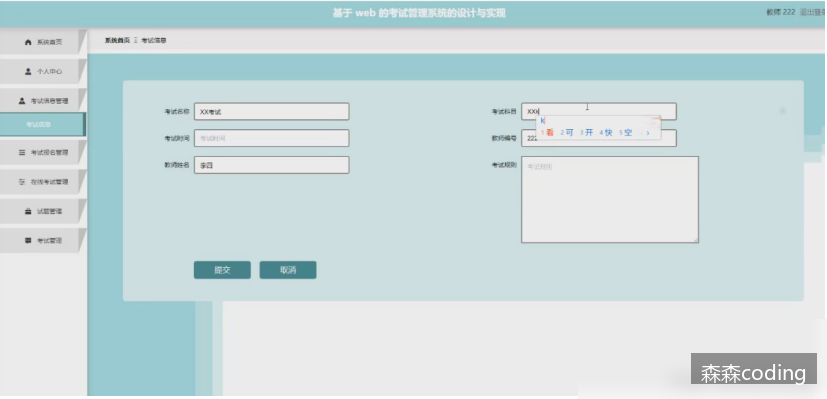 基于 web 的考试管理系统的设计与实现
教师 222 退出登录
系统首页
系统首页 考试信息
个人中心
考试信息管理
考试信息
考试报名管理
在线考试管理
试题管理
考试管理
考试名称 XX考试
考试科目 XXk
k
1 看 2 可 3 开 4 快 5 空
考试时间 考试时间
教师编号 222
教师姓名 李四
考试规则 考试规则
提交 取消
森森coding